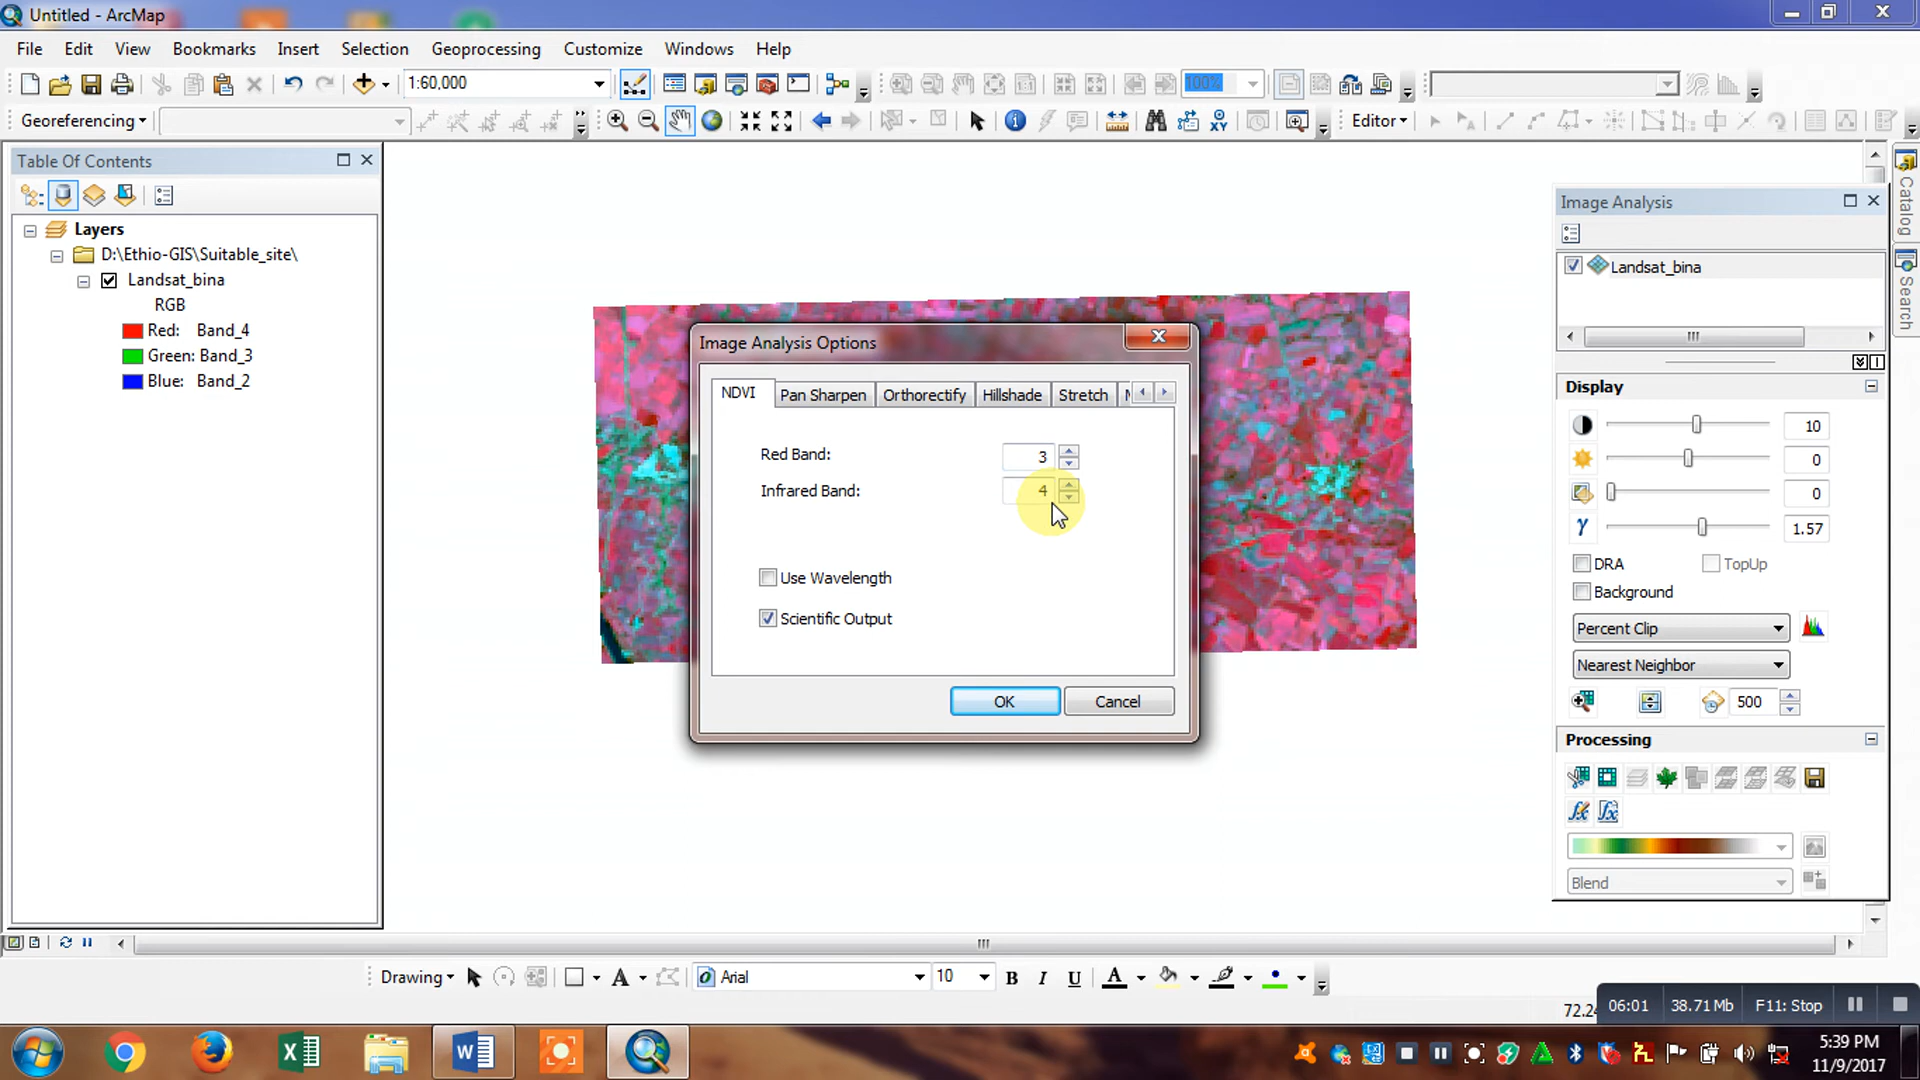 Untitled - ArcMap
File Edit View Bookmarks Insert Selection Geoprocessing Customize Windows Help
1:60,000 100%
Georeferencing Editor
Table Of Contents
Layers
D:\Ethio-GIS\Suitable_site\
Landsat_bina
RGB
Red: Band_4
Green: Band_3
Blue: Band_2
Image Analysis Options
NDVI Pan Sharpen Orthorectify Hillshade Stretch
Red Band: 3
Infrared Band: 4
Use Wavelength
Scientific Output
OK Cancel
Image Analysis
Landsat_bina
Display
10
0
0
γ 1.57
DRA TopUp
Background
Percent Clip
Nearest Neighbor
500
Processing
Blend
Catalog
Search
Drawing A Arial 10 B I U A
72.24
06:01 38.71 Mb F11: Stop
5:39 PM
11/9/2017